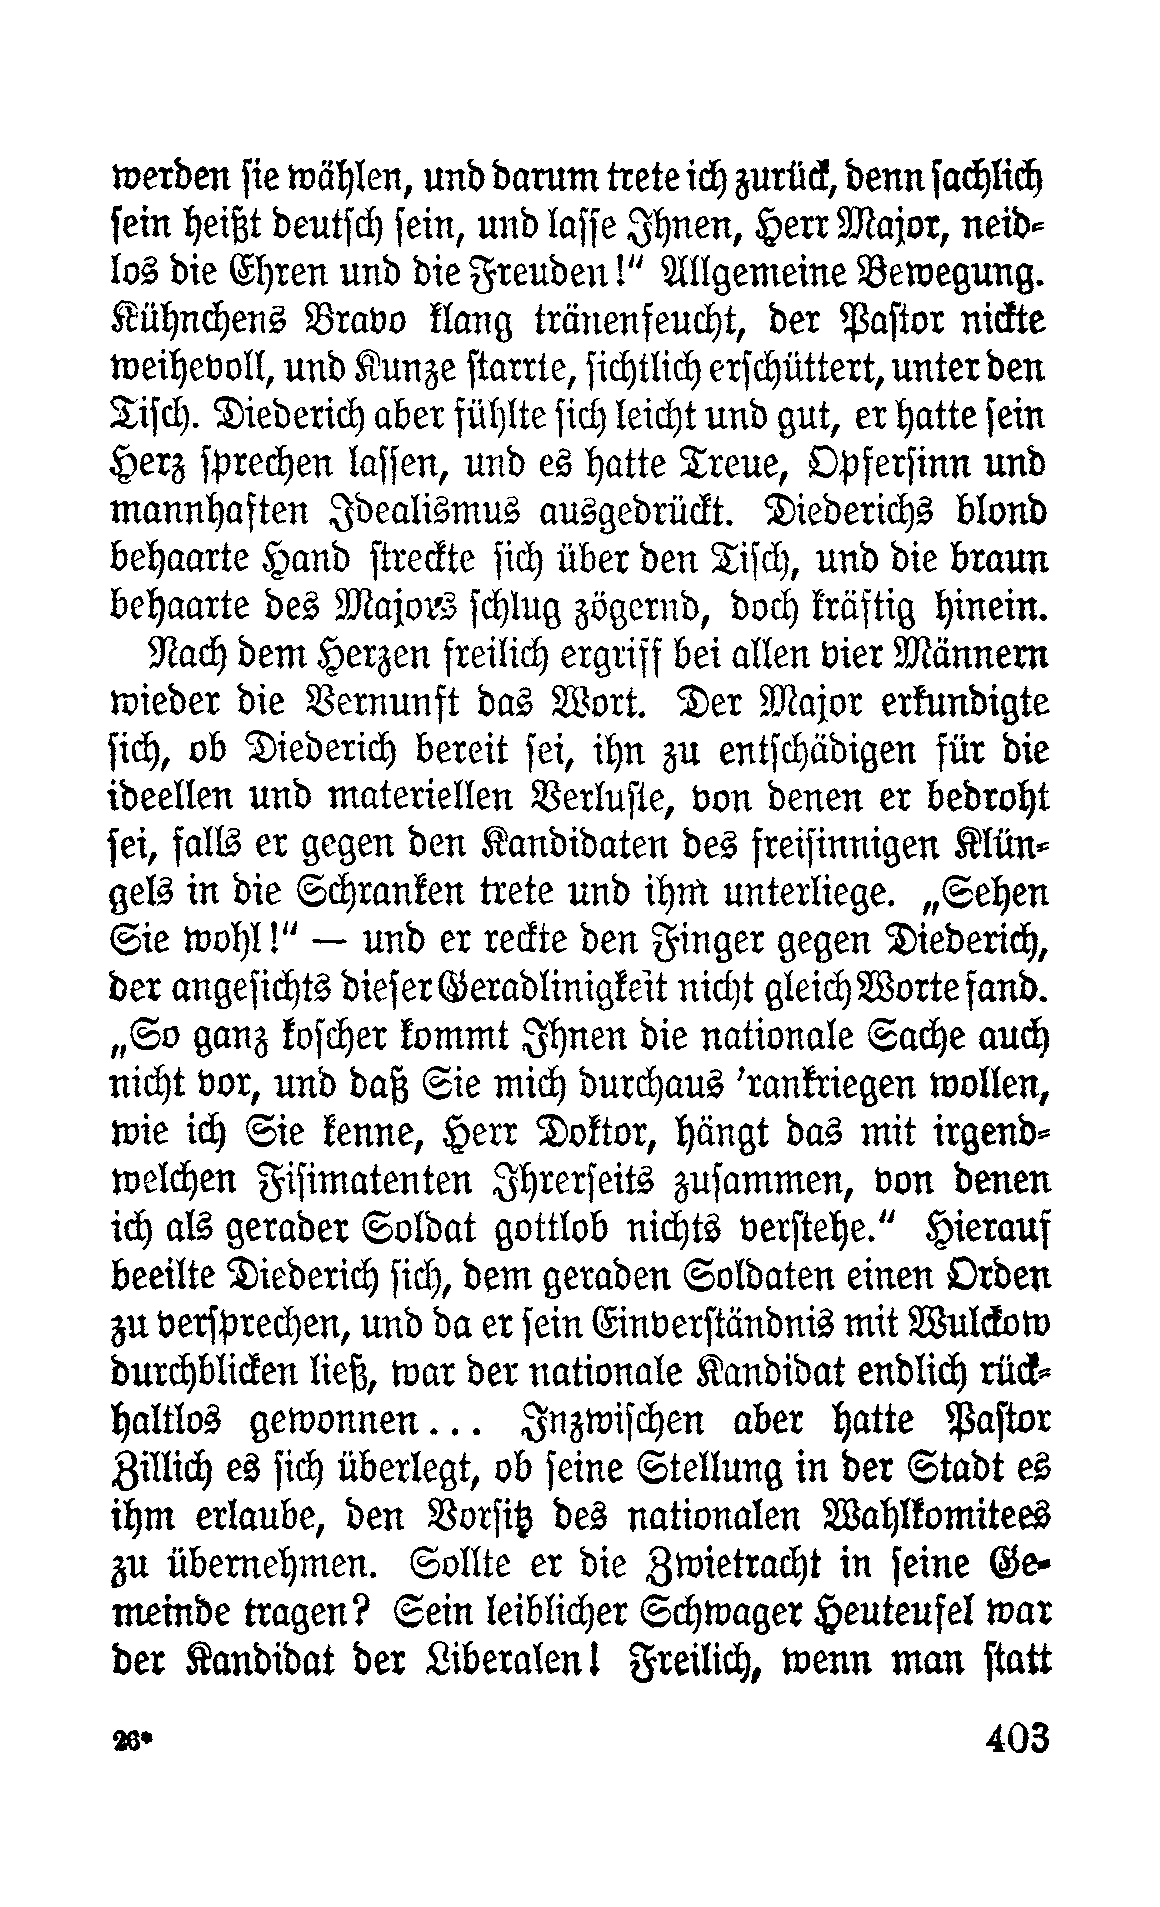 werden sie wählen, und darum trete ich zurück, denn sachlich
sein heißt deutsch sein, und lasse Ihnen, Herr Major, neid-
los die Ehren und die Freuden!“ Allgemeine Bewegung.
Kühnchens Bravo klang tränenfeucht, der Pastor nickte
weihevoll, und Kunze starrte, sichtlich erschüttert, unter den
Tisch. Diederich aber fühlte sich leicht und gut, er hatte sein
Herz sprechen lassen, und es hatte Treue, Opfersinn und
mannhaften Idealismus ausgedrückt. Diederichs blond
behaarte Hand streckte sich über den Tisch, und die braun
behaarte des Majors schlug zögernd, doch kräftig hinein.
Nach dem Herzen freilich ergriff bei allen vier Männern
wieder die Vernunft das Wort. Der Major erkundigte
sich, ob Diederich bereit sei, ihn zu entschädigen für die
ideellen und materiellen Verluste, von denen er bedroht
sei, falls er gegen den Kandidaten des freisinnigen Klün-
gels in die Schranken trete und ihm unterliege. „Sehen
Sie wohl!“ — und er reckte den Finger gegen Diederich,
der angesichts dieser Geradlinigkeit nicht gleich Worte fand.
„So ganz koscher kommt Ihnen die nationale Sache auch
nicht vor, und daß Sie mich durchaus ’rankriegen wollen,
wie ich Sie kenne, Herr Doktor, hängt das mit irgend-
welchen Fisimatenten Ihrerseits zusammen, von denen
ich als gerader Soldat gottlob nichts verstehe.“ Hierauf
beeilte Diederich sich, dem geraden Soldaten einen Orden
zu versprechen, und da er sein Einverständnis mit Wulckow
durchblicken ließ, war der nationale Kandidat endlich rück-
haltlos gewonnen... Inzwischen aber hatte Pastor
Zillich es sich überlegt, ob seine Stellung in der Stadt es
ihm erlaube, den Vorsitz des nationalen Wahlkomitees
zu übernehmen. Sollte er die Zwietracht in seine Ge-
meinde tragen? Sein leiblicher Schwager Heuteufel war
der Kandidat der Liberalen! Freilich, wenn man statt
26*
403